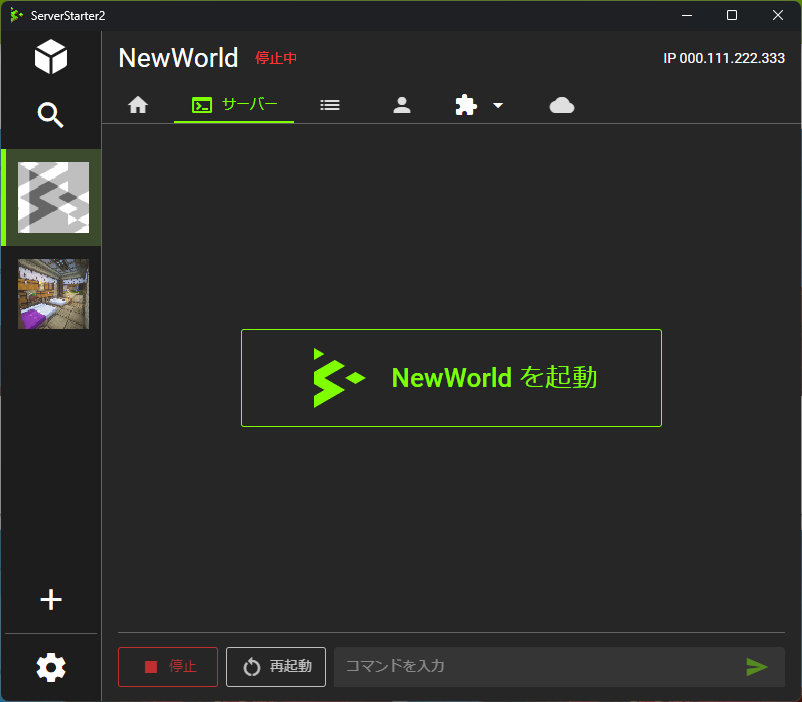 ServerStarter2
NewWorld 停止中
IP 000.111.222.333
サーバー
NewWorld を起動
停止
再起動
コマンドを入力